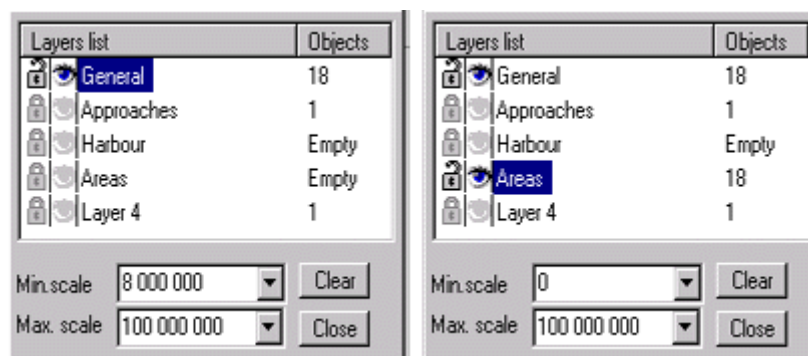 Layers list Objects
General 18
Approaches 1
Harbour Empty
Areas Empty
Layer 4 1
Min.scale 8 000 000 Clear
Max. scale 100 000 000 Close
Layers list Objects
General 18
Approaches 1
Harbour Empty
Areas 18
Layer 4 1
Min.scale 0 Clear
Max. scale 100 000 000 Close